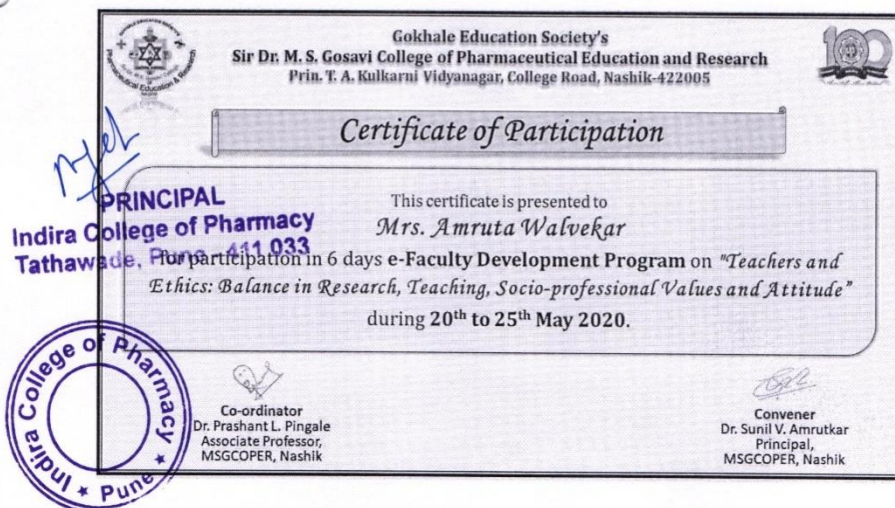 Gokhale Education Society's
Sir Dr. M. S. Gosavi College of Pharmaceutical Education and Research
Prin. T. A. Kulkarni Vidyanagar, College Road, Nashik-422005
Pharmaceutical Education & Research
100
Certificate of Participation
PRINCIPAL
Indira College of Pharmacy
Tathawade, Pune - 411 033
This certificate is presented to
Mrs. Amruta Walvekar
for participation in 6 days e-Faculty Development Program on "Teachers and
Ethics: Balance in Research, Teaching, Socio-professional Values and Attitude"
during 20th to 25th May 2020.
Indira College of Pharmacy
★ Pune ★
Co-ordinator
Dr. Prashant L. Pingale
Associate Professor,
MSGCOPER, Nashik
Convener
Dr. Sunil V. Amrutkar
Principal,
MSGCOPER, Nashik